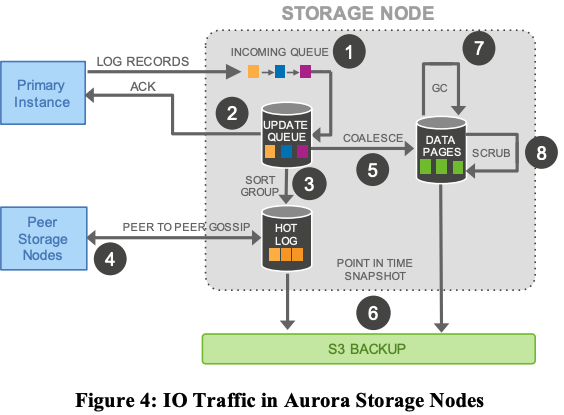 STORAGE NODE
INCOMING QUEUE
1
7
LOG RECORDS
Primary
Instance
ACK
2
GC
UPDATE
QUEUE
COALESCE
5
DATA
PAGES
SCRUB
8
SORT
GROUP
3
Peer
Storage
Nodes
PEER TO PEER GOSSIP
4
HOT
LOG
POINT IN TIME
SNAPSHOT
6
S3 BACKUP
Figure 4: IO Traffic in Aurora Storage Nodes